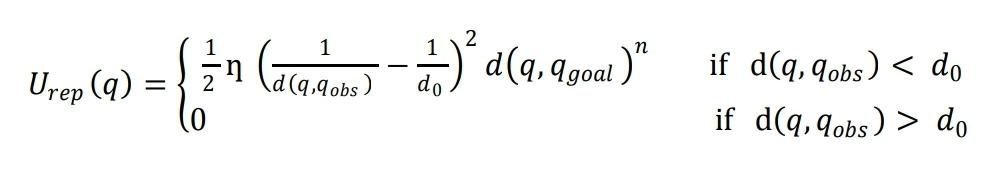 U_rep (q) = { 1/2 η (1/d(q,q_obs) − 1/d_0)^2 d(q, q_goal)^n if d(q, q_obs) < d_0
0 if d(q, q_obs) > d_0